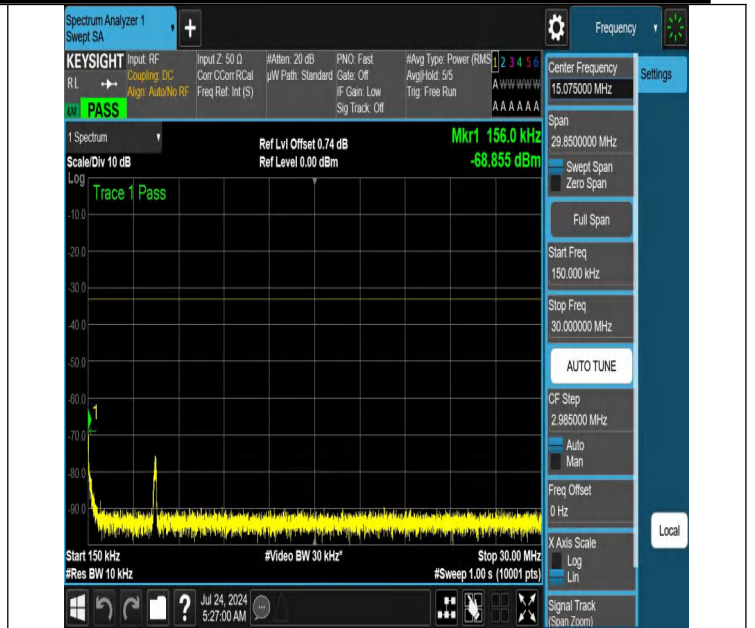 Spectrum Analyzer 1
Swept SA
+
Frequency
KEYSIGHT
RL
PASS
Input: RF
Coupling: DC
Align: Auto/No RF
Input Z: 50 Ω
Corr CCorr RCal
Freq Ref: Int (S)
#Atten: 20 dB
µW Path: Standard
PNO: Fast
Gate: Off
IF Gain: Low
Sig Track: Off
#Avg Type: Power (RMS
Avg|Hold: 5/5
Trig: Free Run
1 2 3 4 5 6
A W W W W W
A A A A A A
1 Spectrum
Scale/Div 10 dB
Ref Lvl Offset 0.74 dB
Ref Level 0.00 dBm
Mkr1 156.0 kHz
-68.855 dBm
Log
Trace 1 Pass
-10.0
-20.0
-30.0
-40.0
-50.0
-60.0
1
-70.0
-80.0
-90.0
Start 150 kHz
#Video BW 30 kHz*
Stop 30.00 MHz
#Res BW 10 kHz
#Sweep 1.00 s (10001 pts)
Center Frequency
15.075000 MHz
Settings
Span
29.8500000 MHz
Swept Span
Zero Span
Full Span
Start Freq
150.000 kHz
Stop Freq
30.000000 MHz
AUTO TUNE
CF Step
2.985000 MHz
Auto
Man
Freq Offset
0 Hz
X Axis Scale
Log
Lin
Local
Signal Track
(Span Zoom)
?
Jul 24, 2024
5:27:00 AM